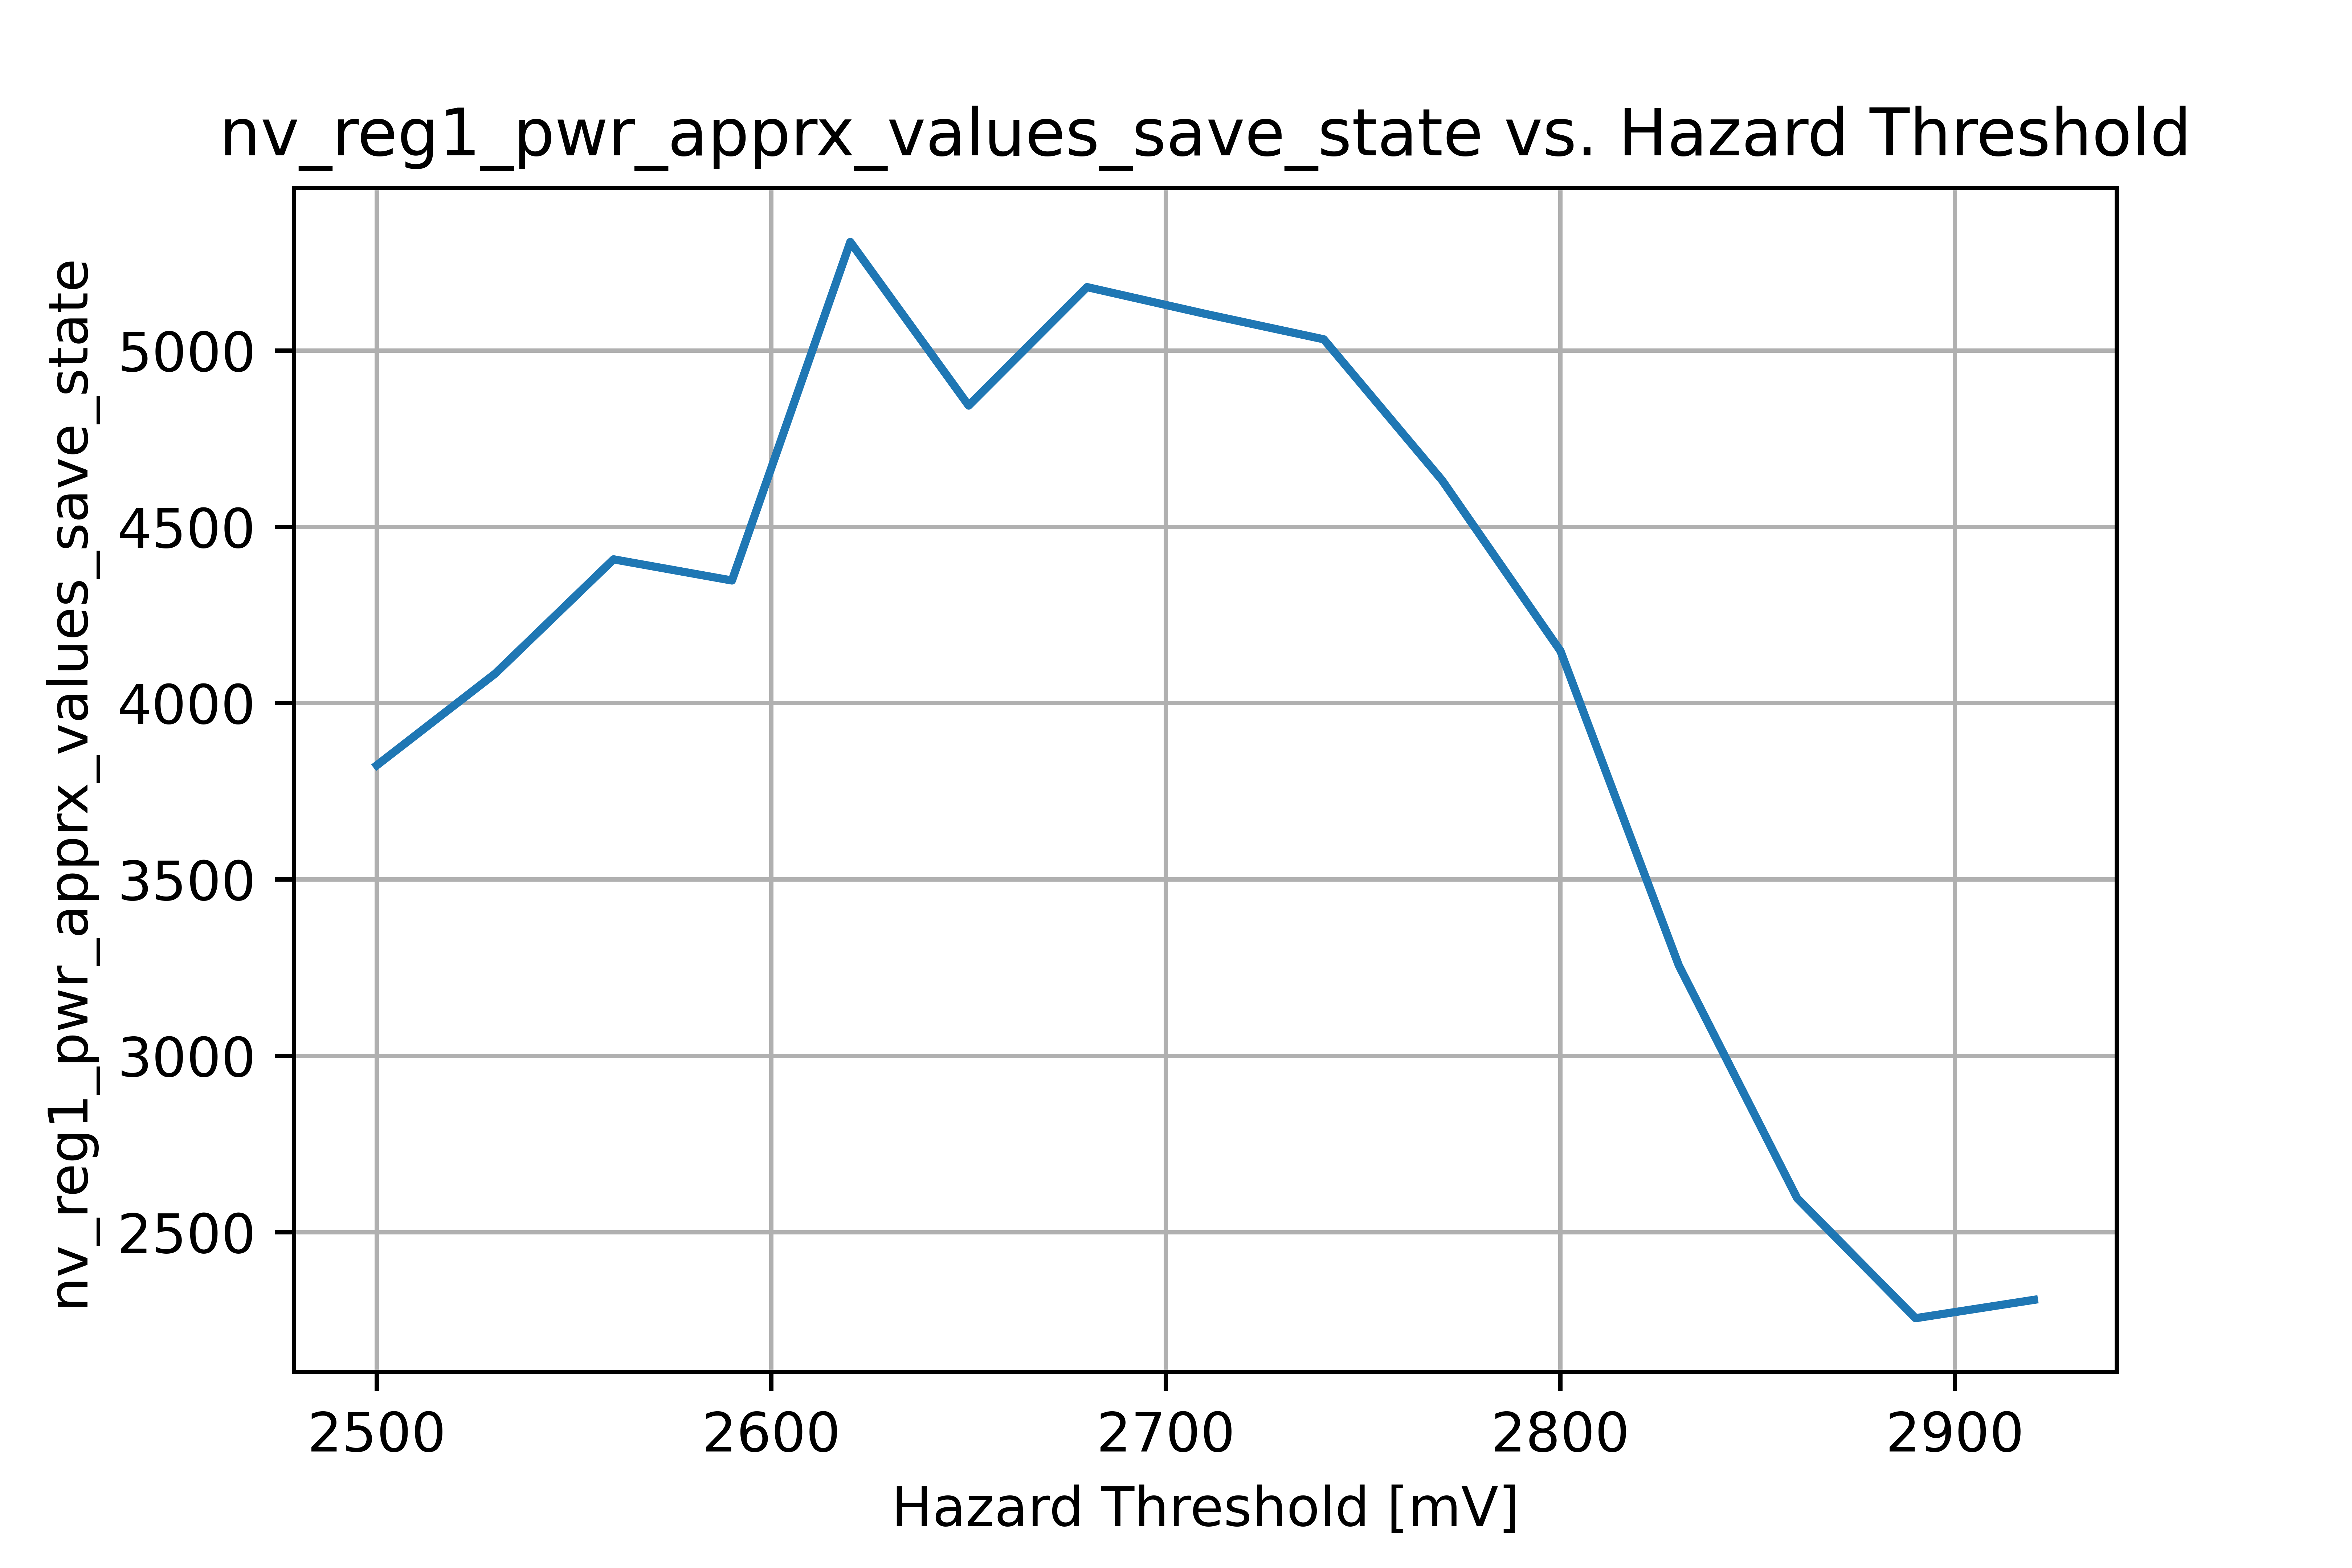 nv_reg1_pwr_apprx_values_save_state vs. Hazard Threshold
nv_reg1_pwr_apprx_values_save_state
5000
4500
4000
3500
3000
2500
2500 2600 2700 2800 2900
Hazard Threshold [mV]